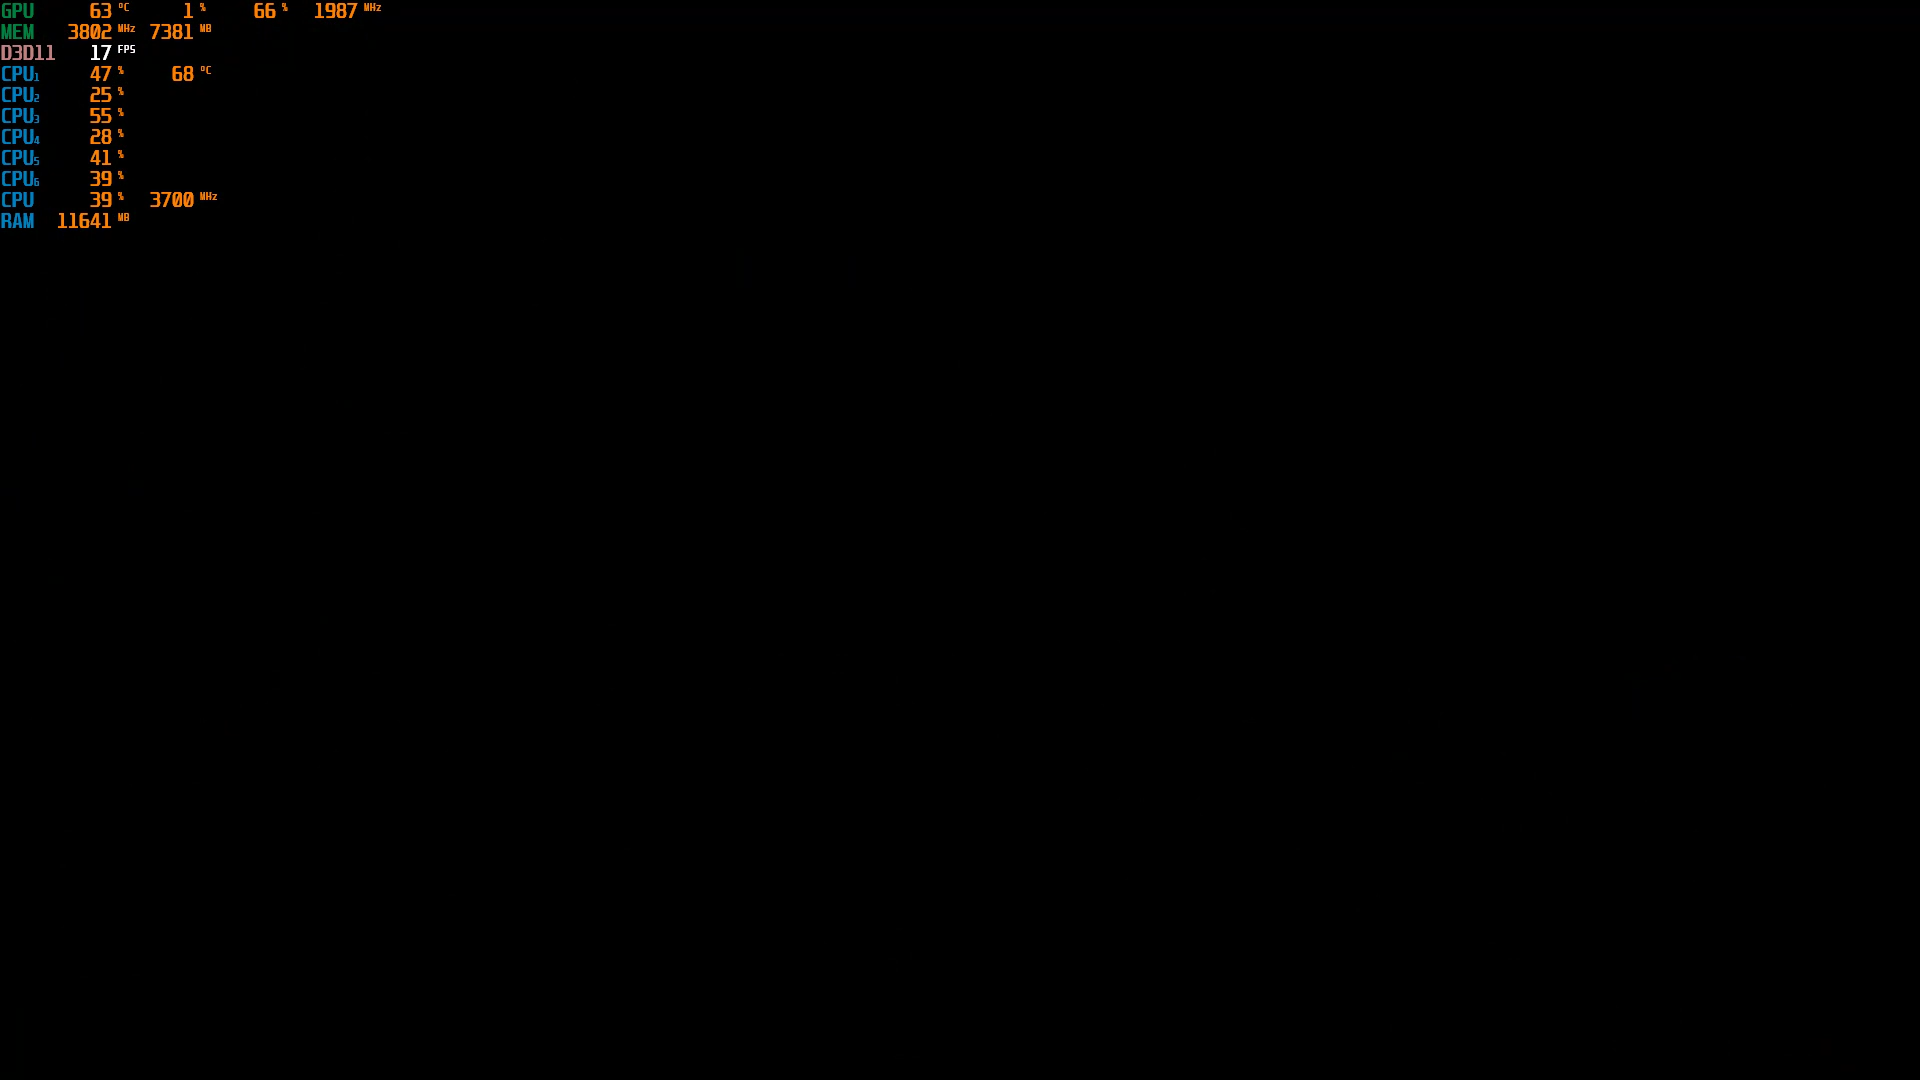 GPU 63 °C 1 % 66 % 1987 MHz
MEM 3802 MHz 7381 MB
D3D11 17 FPS
CPU1 47 % 68 °C
CPU2 25 %
CPU3 55 %
CPU4 28 %
CPU5 41 %
CPU6 39 %
CPU 39 % 3700 MHz
RAM 11641 MB